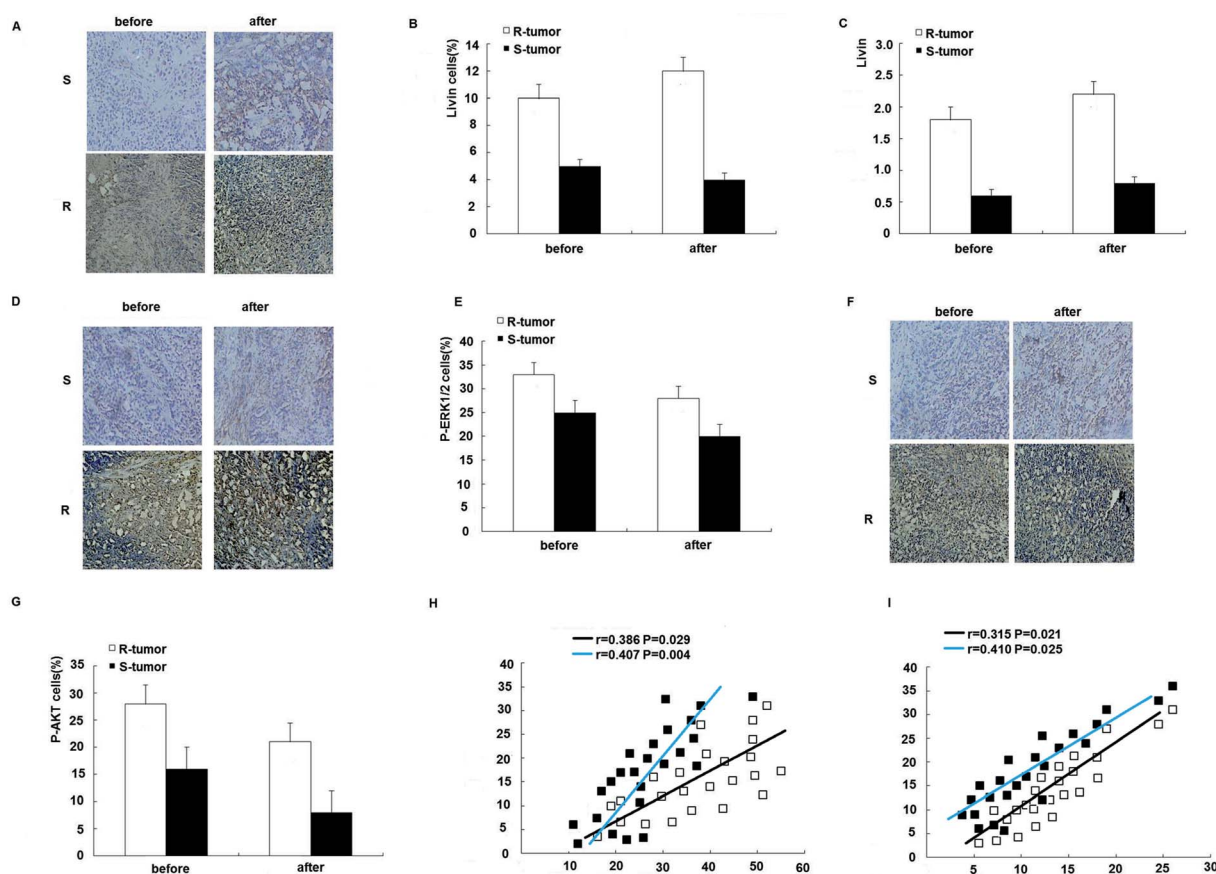 A
before
after
S
R
B
R-tumor
S-tumor
Livin cells(%)
14
12
10
8
6
4
2
0
before
after
C
R-tumor
S-tumor
Livin
3.0
2.5
2.0
1.5
1.0
0.5
0
before
after
D
before
after
S
R
E
R-tumor
S-tumor
P-ERK1/2 cells(%)
40
35
30
25
20
15
10
5
0
before
after
F
before
after
S
R
G
R-tumor
S-tumor
P-AKT cells(%)
35
30
25
20
15
10
5
0
before
after
H
r=0.386 P=0.029
r=0.407 P=0.004
40
35
30
25
20
15
10
5
0
10
20
30
40
50
60
I
r=0.315 P=0.021
r=0.410 P=0.025
40
35
30
25
20
15
10
5
0
5
10
15
20
25
30